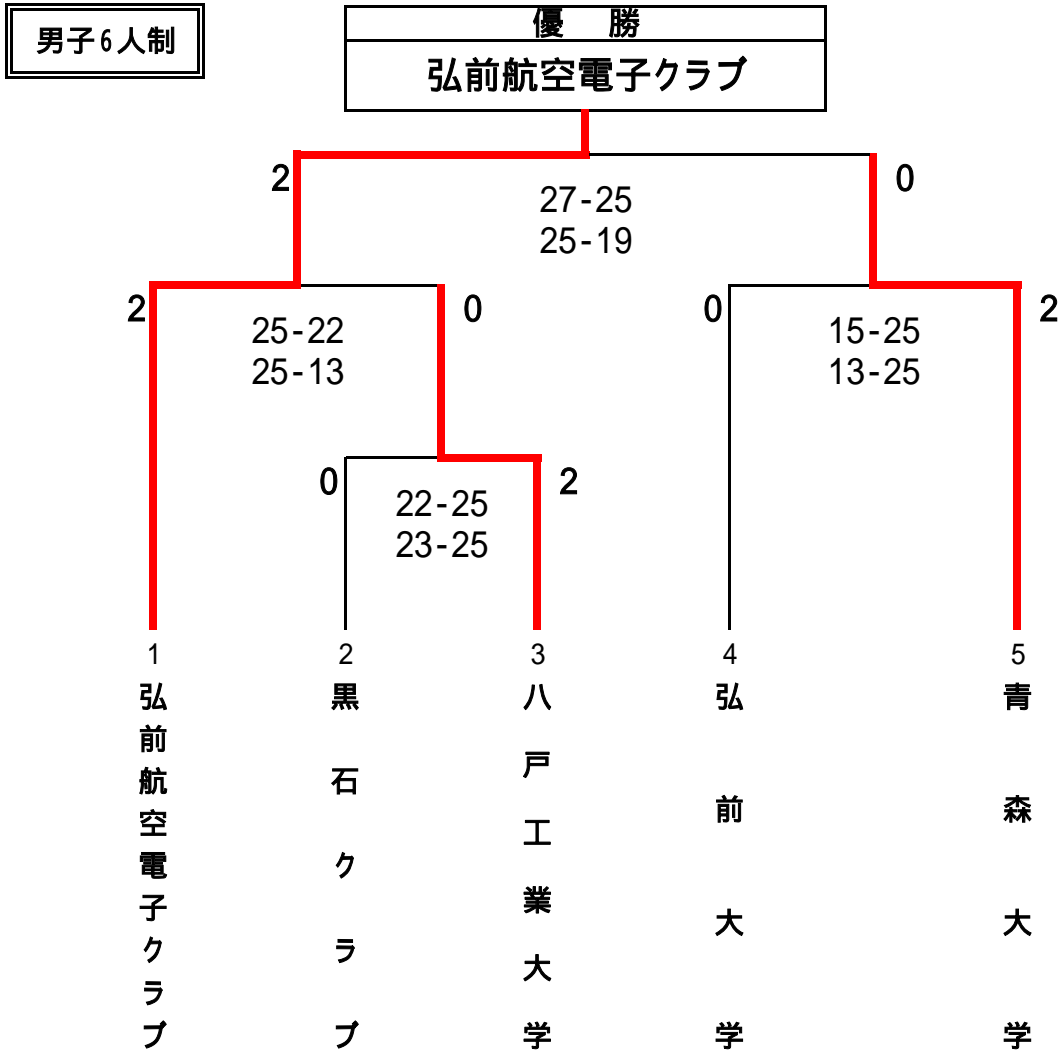 男子6人制
優　勝
弘前航空電子クラブ
2
0
27-25
25-19
2
0
0
2
25-22
25-13
15-25
13-25
0
2
22-25
23-25
1
2
3
4
5
弘前航空電子クラブ
黒石クラブ
八戸工業大学
弘前大学
青森大学